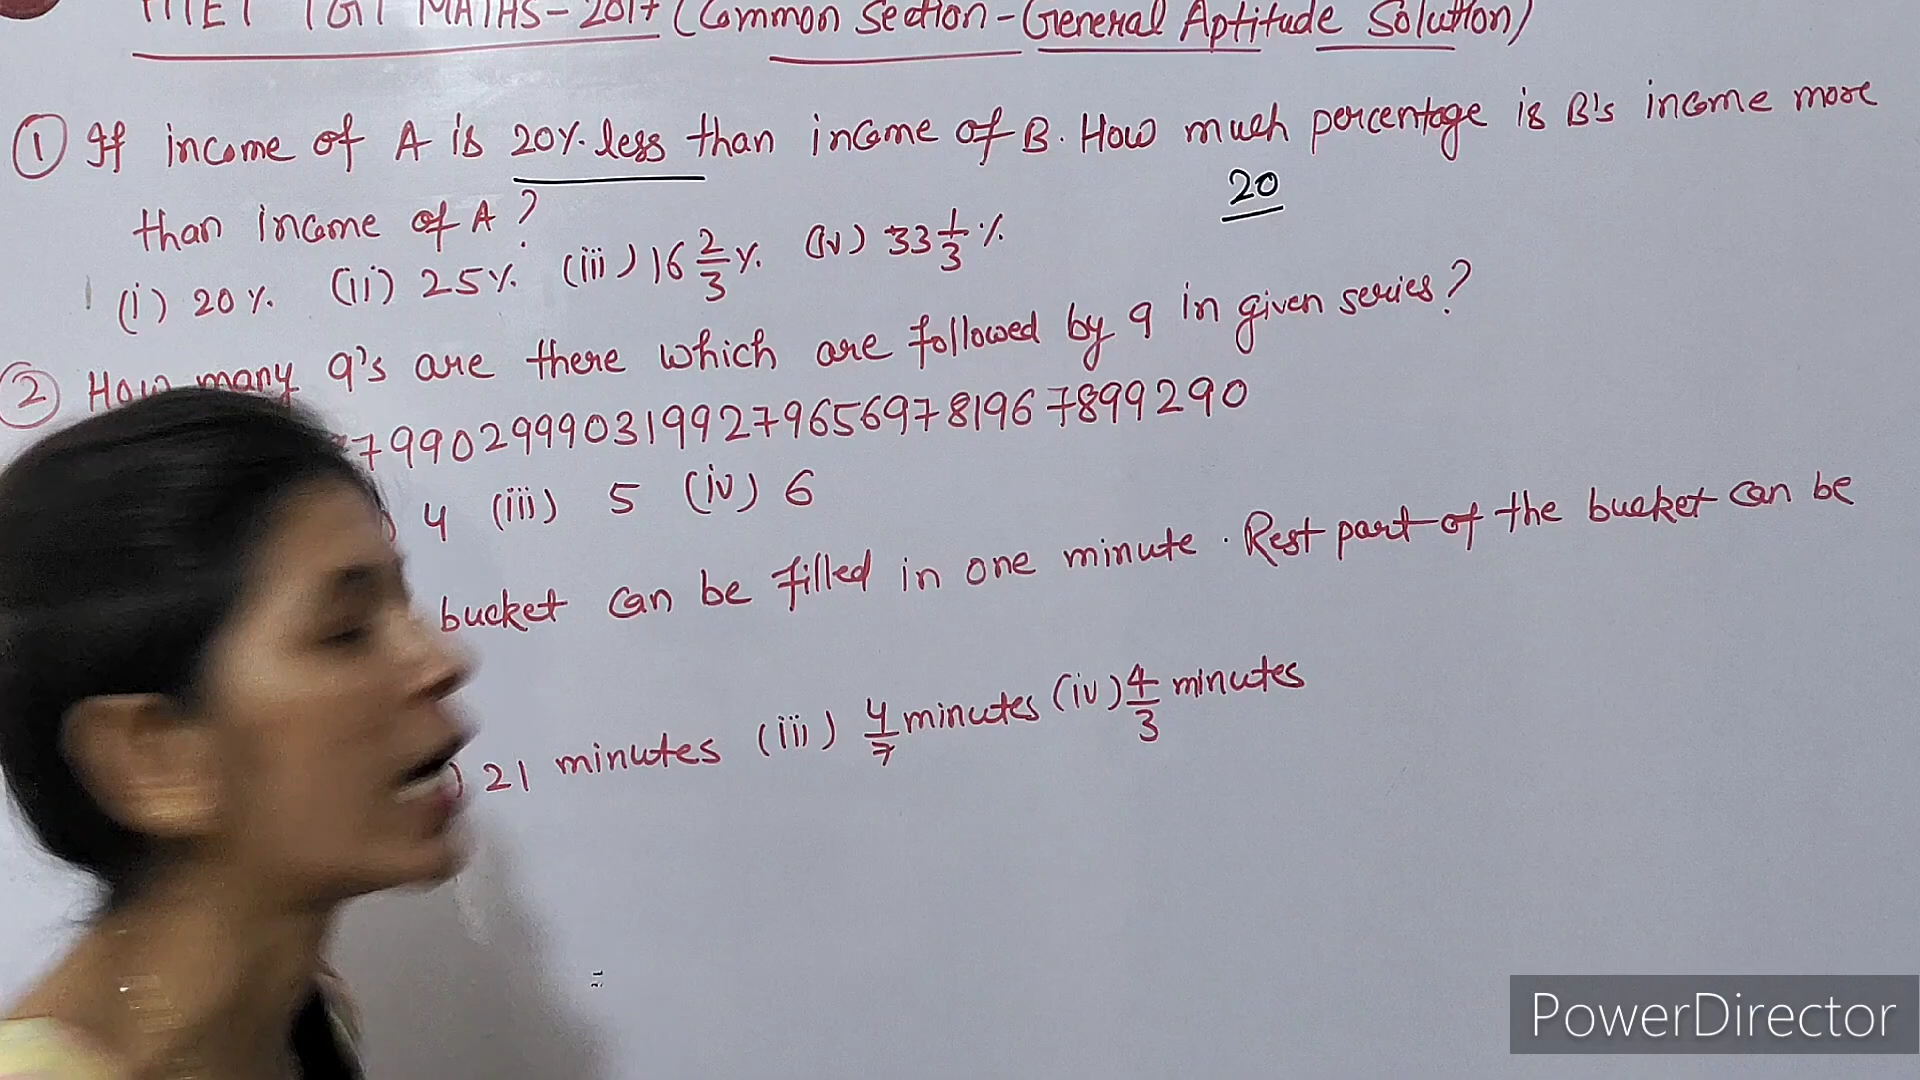 TGT MATHS-2017 (Common Section-General Aptitude Solution)
① If income of A is 20% less than income of B. How much percentage is B's income more
20
than income of A?
(i) 20% (ii) 25% (iii) 16 2/3 % (iv) 33 1/3 %
② How many 9's are there which are followed by 9 in given series?
79902999031992796569781967899290
4 (iii) 5 (iv) 6
bucket can be filled in one minute. Rest part of the bucket can be
21 minutes (iii) 4/7 minutes (iv) 4/3 minutes
PowerDirector